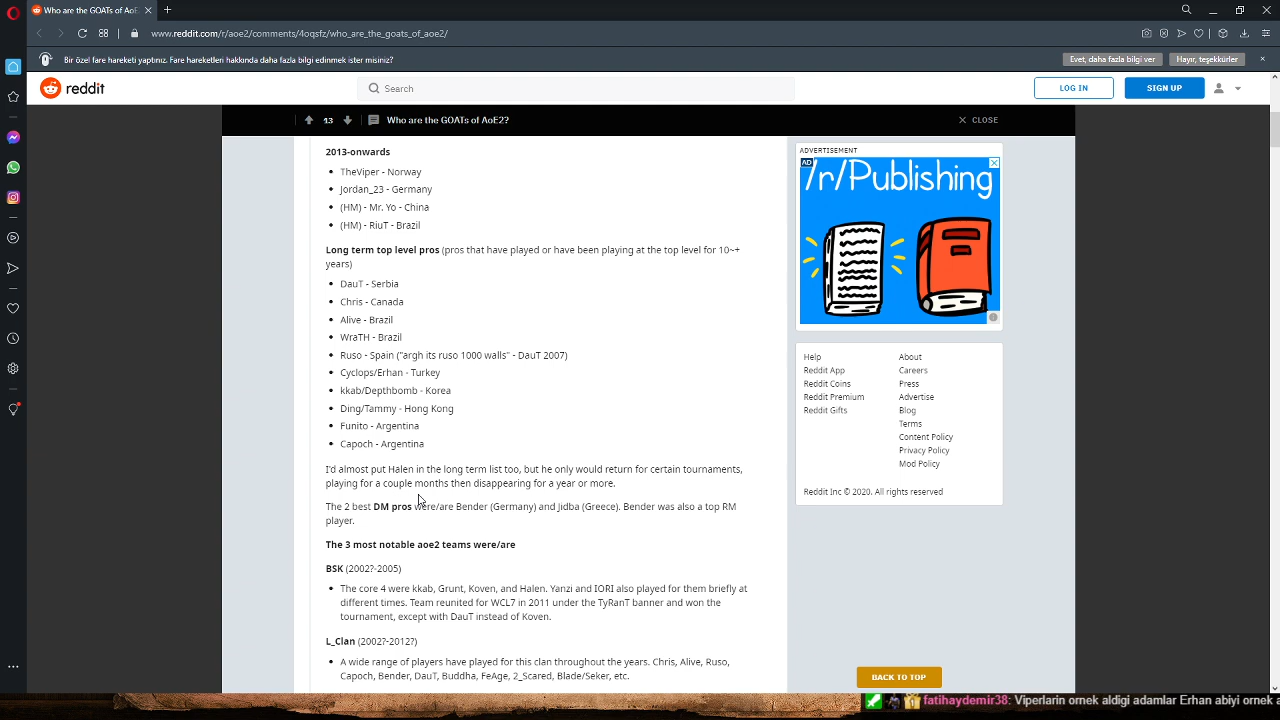 Who are the GOATs of AoE2?
www.reddit.com/r/aoe2/comments/4oqsfz/who_are_the_goats_of_aoe2/
Bir özel fare hareketi yaptınız. Fare hareketleri hakkında daha fazla bilgi edinmek ister misiniz?
Evet, daha fazla bilgi ver
Hayır, teşekkürler
reddit
Search
LOG IN
SIGN UP
13
Who are the GOATs of AoE2?
CLOSE
2013-onwards
TheViper - Norway
Jordan_23 - Germany
(HM) - Mr. Yo - China
(HM) - RiuT - Brazil
Long term top level pros (pros that have played or have been playing at the top level for 10~+
years)
DauT - Serbia
Chris - Canada
Alive - Brazil
WraTH - Brazil
Ruso - Spain ("argh its ruso 1000 walls" - DauT 2007)
Cyclops/Erhan - Turkey
kkab/Depthbomb - Korea
Ding/Tammy - Hong Kong
Funito - Argentina
Capoch - Argentina
I'd almost put Halen in the long term list too, but he only would return for certain tournaments,
playing for a couple months then disappearing for a year or more.
The 2 best DM pros were/are Bender (Germany) and Jidba (Greece). Bender was also a top RM
player.
The 3 most notable aoe2 teams were/are
BSK (2002?-2005)
The core 4 were kkab, Grunt, Koven, and Halen. Yanzi and IORI also played for them briefly at
different times. Team reunited for WCL7 in 2011 under the TyRanT banner and won the
tournament, except with DauT instead of Koven.
L_Clan (2002?-2012?)
A wide range of players have played for this clan throughout the years. Chris, Alive, Ruso,
Capoch, Bender, DauT, Buddha, FeAge, 2_Scared, Blade/Seker, etc.
ADVERTISEMENT
AD
/r/Publishing
Help
About
Reddit App
Careers
Reddit Coins
Press
Reddit Premium
Advertise
Reddit Gifts
Blog
Terms
Content Policy
Privacy Policy
Mod Policy
Reddit Inc © 2020. All rights reserved
BACK TO TOP
fatihaydemir38: Viperlarin ornek aldigi adamlar Erhan abiyi ornek a